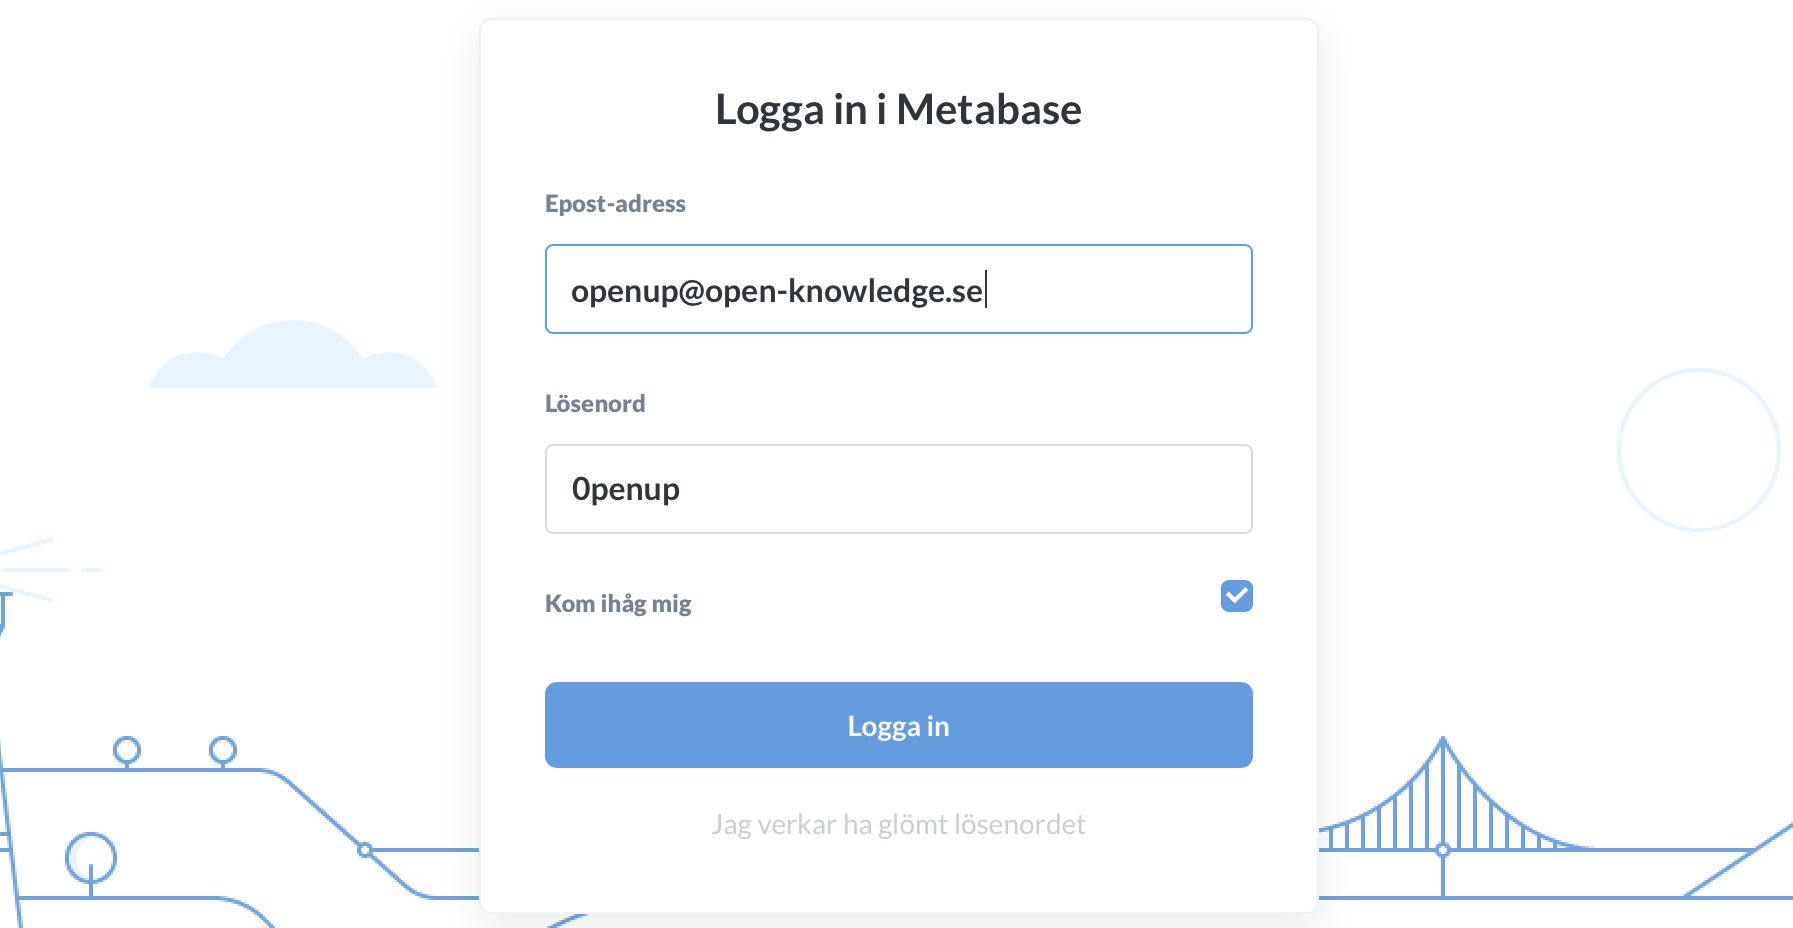 Logga in i Metabase
Epost-adress
openup@open-knowledge.se
Lösenord
0penup
Kom ihåg mig
Logga in
Jag verkar ha glömt lösenordet